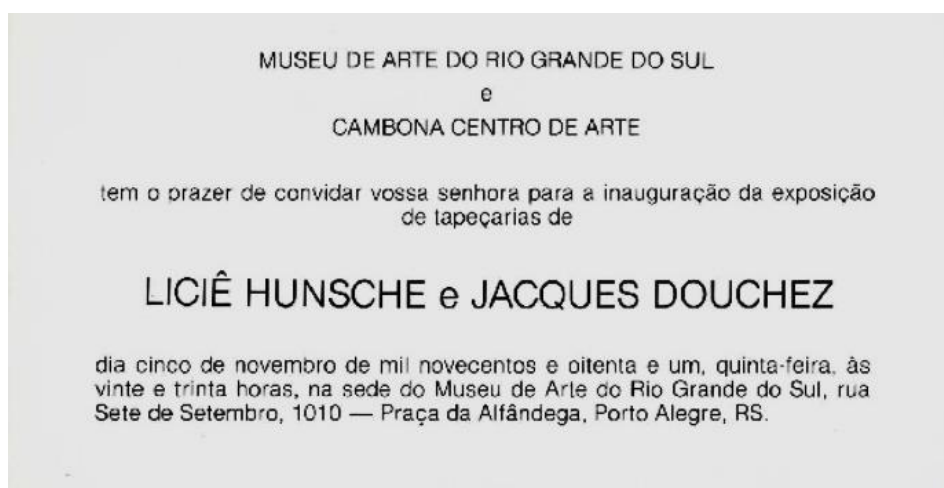 MUSEU DE ARTE DO RIO GRANDE DO SUL
e
CAMBONA CENTRO DE ARTE
tem o prazer de convidar vossa senhora para a inauguração da exposição
de tapeçarias de
LICIÊ HUNSCHE e JACQUES DOUCHEZ
dia cinco de novembro de mil novecentos e oitenta e um, quinta-feira, às
vinte e trinta horas, na sede do Museu de Arte do Rio Grande do Sul, rua
Sete de Setembro, 1010 — Praça da Alfândega, Porto Alegre, RS.